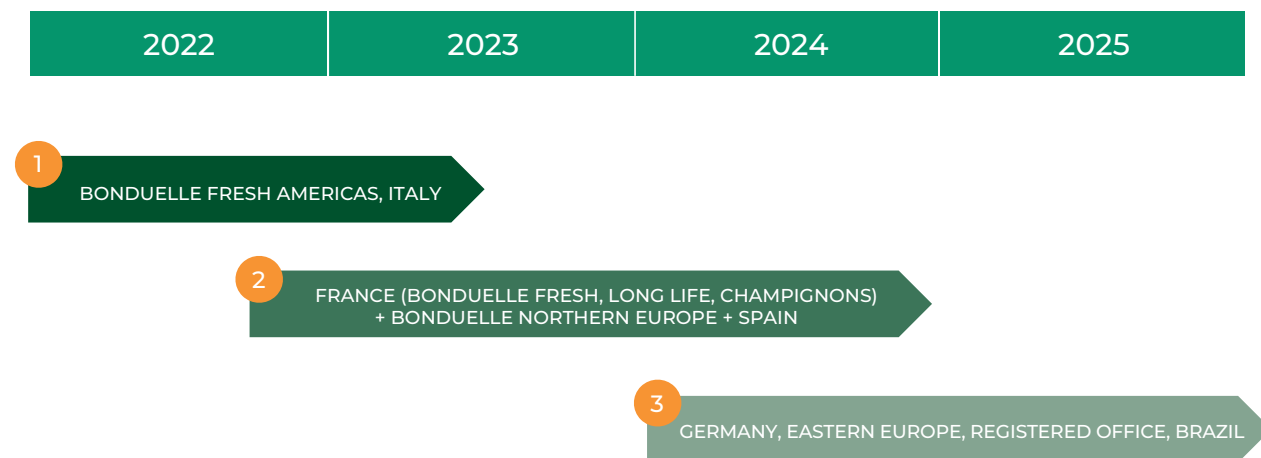 2022 2023 2024 2025
1
BONDUELLE FRESH AMERICAS, ITALY
2
FRANCE (BONDUELLE FRESH, LONG LIFE, CHAMPIGNONS)
+ BONDUELLE NORTHERN EUROPE + SPAIN
3
GERMANY, EASTERN EUROPE, REGISTERED OFFICE, BRAZIL